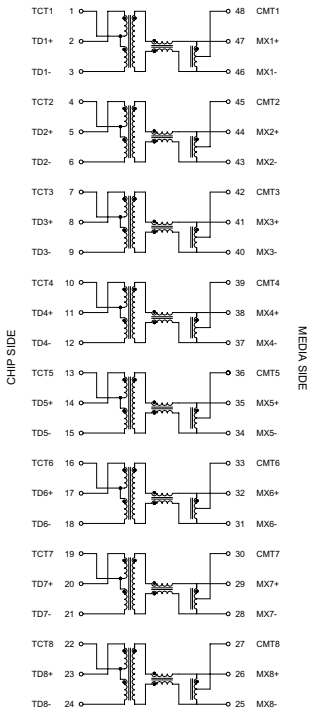 TCT1 1 48 CMT1
TD1+ 2 47 MX1+
TD1- 3 46 MX1-
TCT2 4 45 CMT2
TD2+ 5 44 MX2+
TD2- 6 43 MX2-
TCT3 7 42 CMT3
TD3+ 8 41 MX3+
TD3- 9 40 MX3-
TCT4 10 39 CMT4
TD4+ 11 38 MX4+
TD4- 12 37 MX4-
CHIP SIDE
MEDIA SIDE
TCT5 13 36 CMT5
TD5+ 14 35 MX5+
TD5- 15 34 MX5-
TCT6 16 33 CMT6
TD6+ 17 32 MX6+
TD6- 18 31 MX6-
TCT7 19 30 CMT7
TD7+ 20 29 MX7+
TD7- 21 28 MX7-
TCT8 22 27 CMT8
TD8+ 23 26 MX8+
TD8- 24 25 MX8-